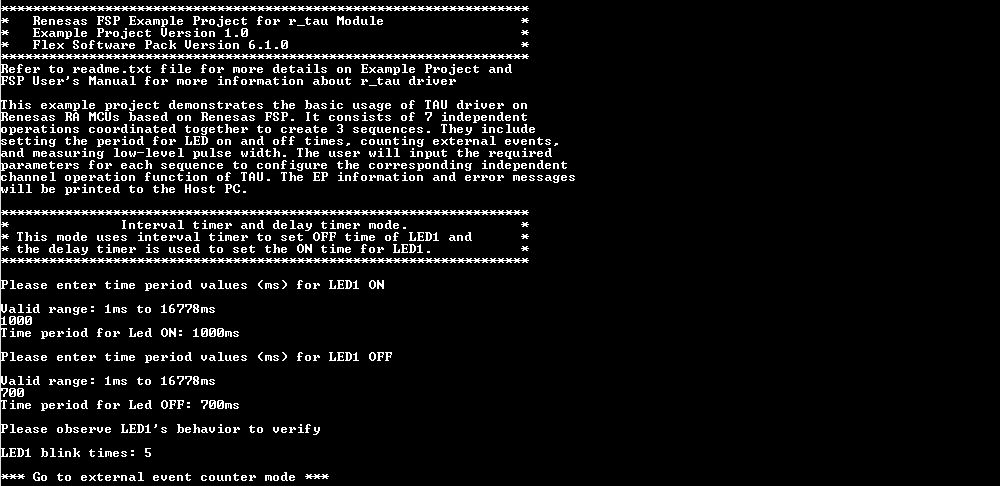 ******************************************************************
*   Renesas FSP Example Project for r_tau Module                 *
*   Example Project Version 1.0                                  *
*   Flex Software Pack Version 6.1.0                             *
******************************************************************
Refer to readme.txt file for more details on Example Project and
FSP User's Manual for more information about r_tau driver
This example project demonstrates the basic usage of TAU driver on
Renesas RA MCUs based on Renesas FSP. It consists of 7 independent
operations coordinated together to create 3 sequences. They include
setting the period for LED on and off times, counting external events,
and measuring low-level pulse width. The user will input the required
parameters for each sequence to configure the corresponding independent
channel operation function of TAU. The EP information and error messages
will be printed to the Host PC.
******************************************************************
*              Interval timer and delay timer mode.              *
* This mode uses interval timer to set OFF time of LED1 and      *
* the delay timer is used to set the ON time for LED1.           *
******************************************************************
Please enter time period values (ms) for LED1 ON
Valid range: 1ms to 16778ms
1000
Time period for Led ON: 1000ms
Please enter time period values (ms) for LED1 OFF
Valid range: 1ms to 16778ms
700
Time period for Led OFF: 700ms
Please observe LED1's behavior to verify
LED1 blink times: 5
*** Go to external event counter mode ***